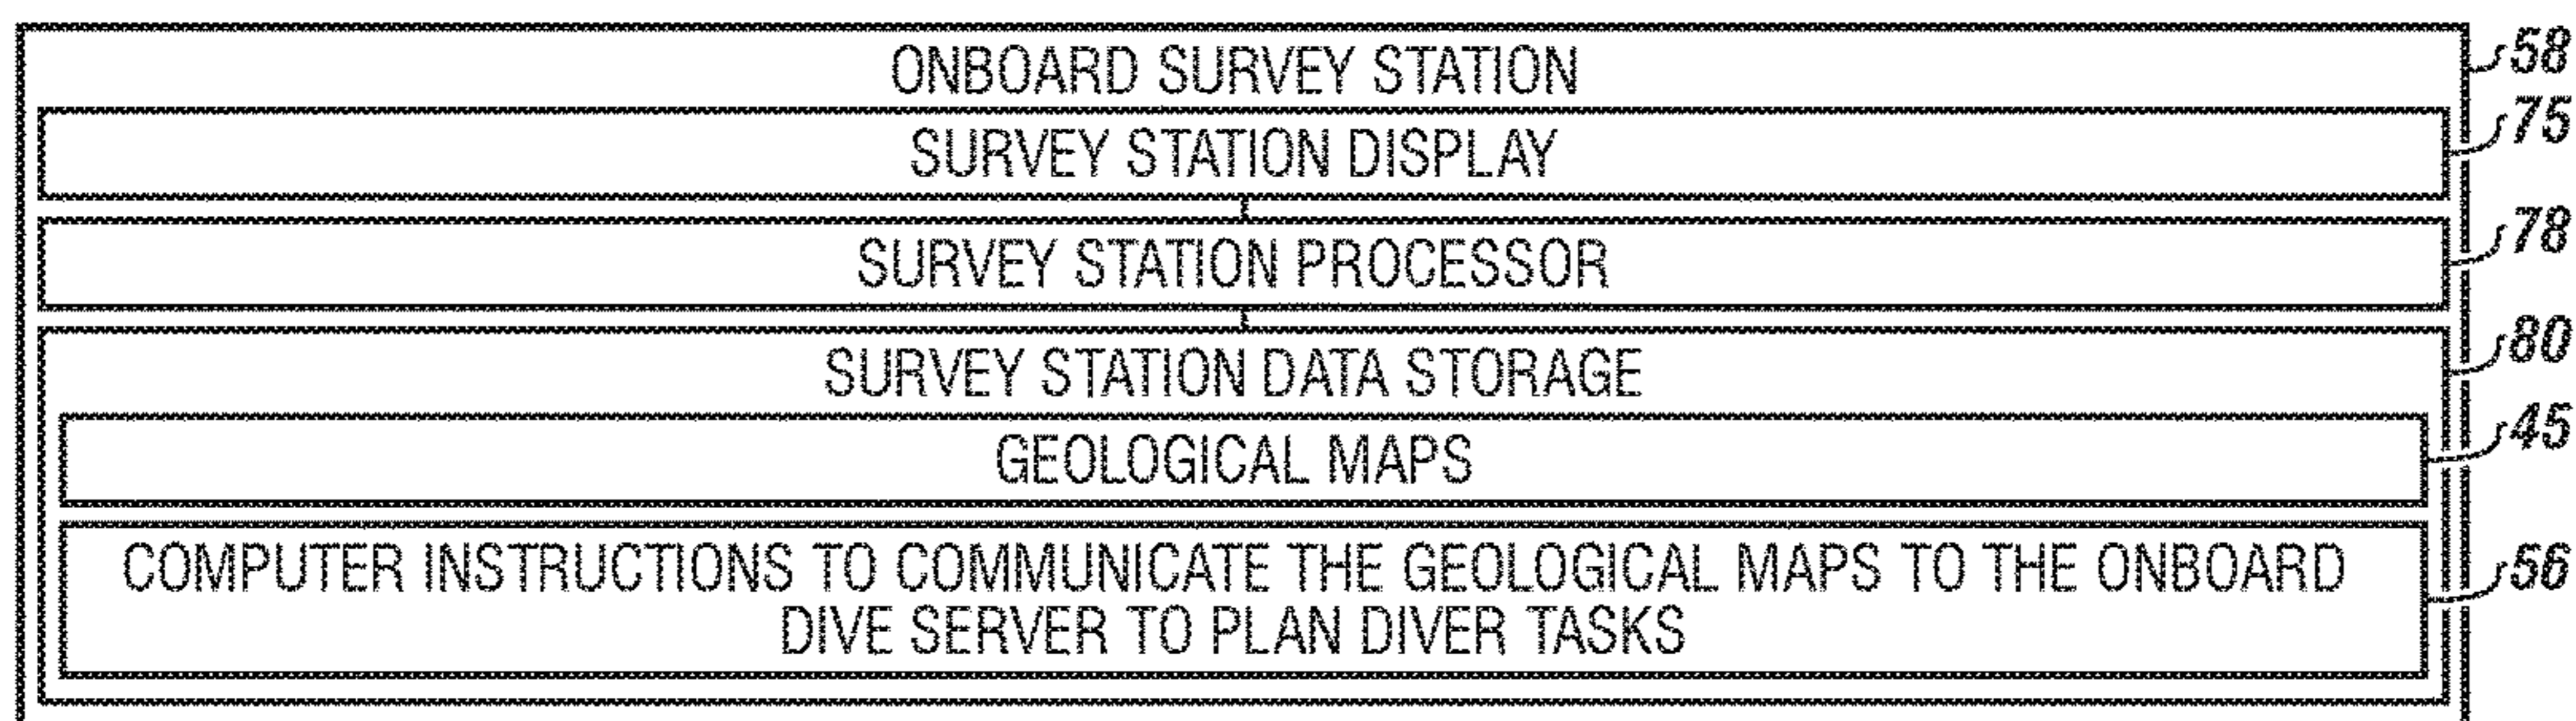 ONBOARD SURVEY STATION 58
SURVEY STATION DISPLAY 75
SURVEY STATION PROCESSOR 78
SURVEY STATION DATA STORAGE 80
GEOLOGICAL MAPS 45
COMPUTER INSTRUCTIONS TO COMMUNICATE THE GEOLOGICAL MAPS TO THE ONBOARD 56
DIVE SERVER TO PLAN DIVER TASKS